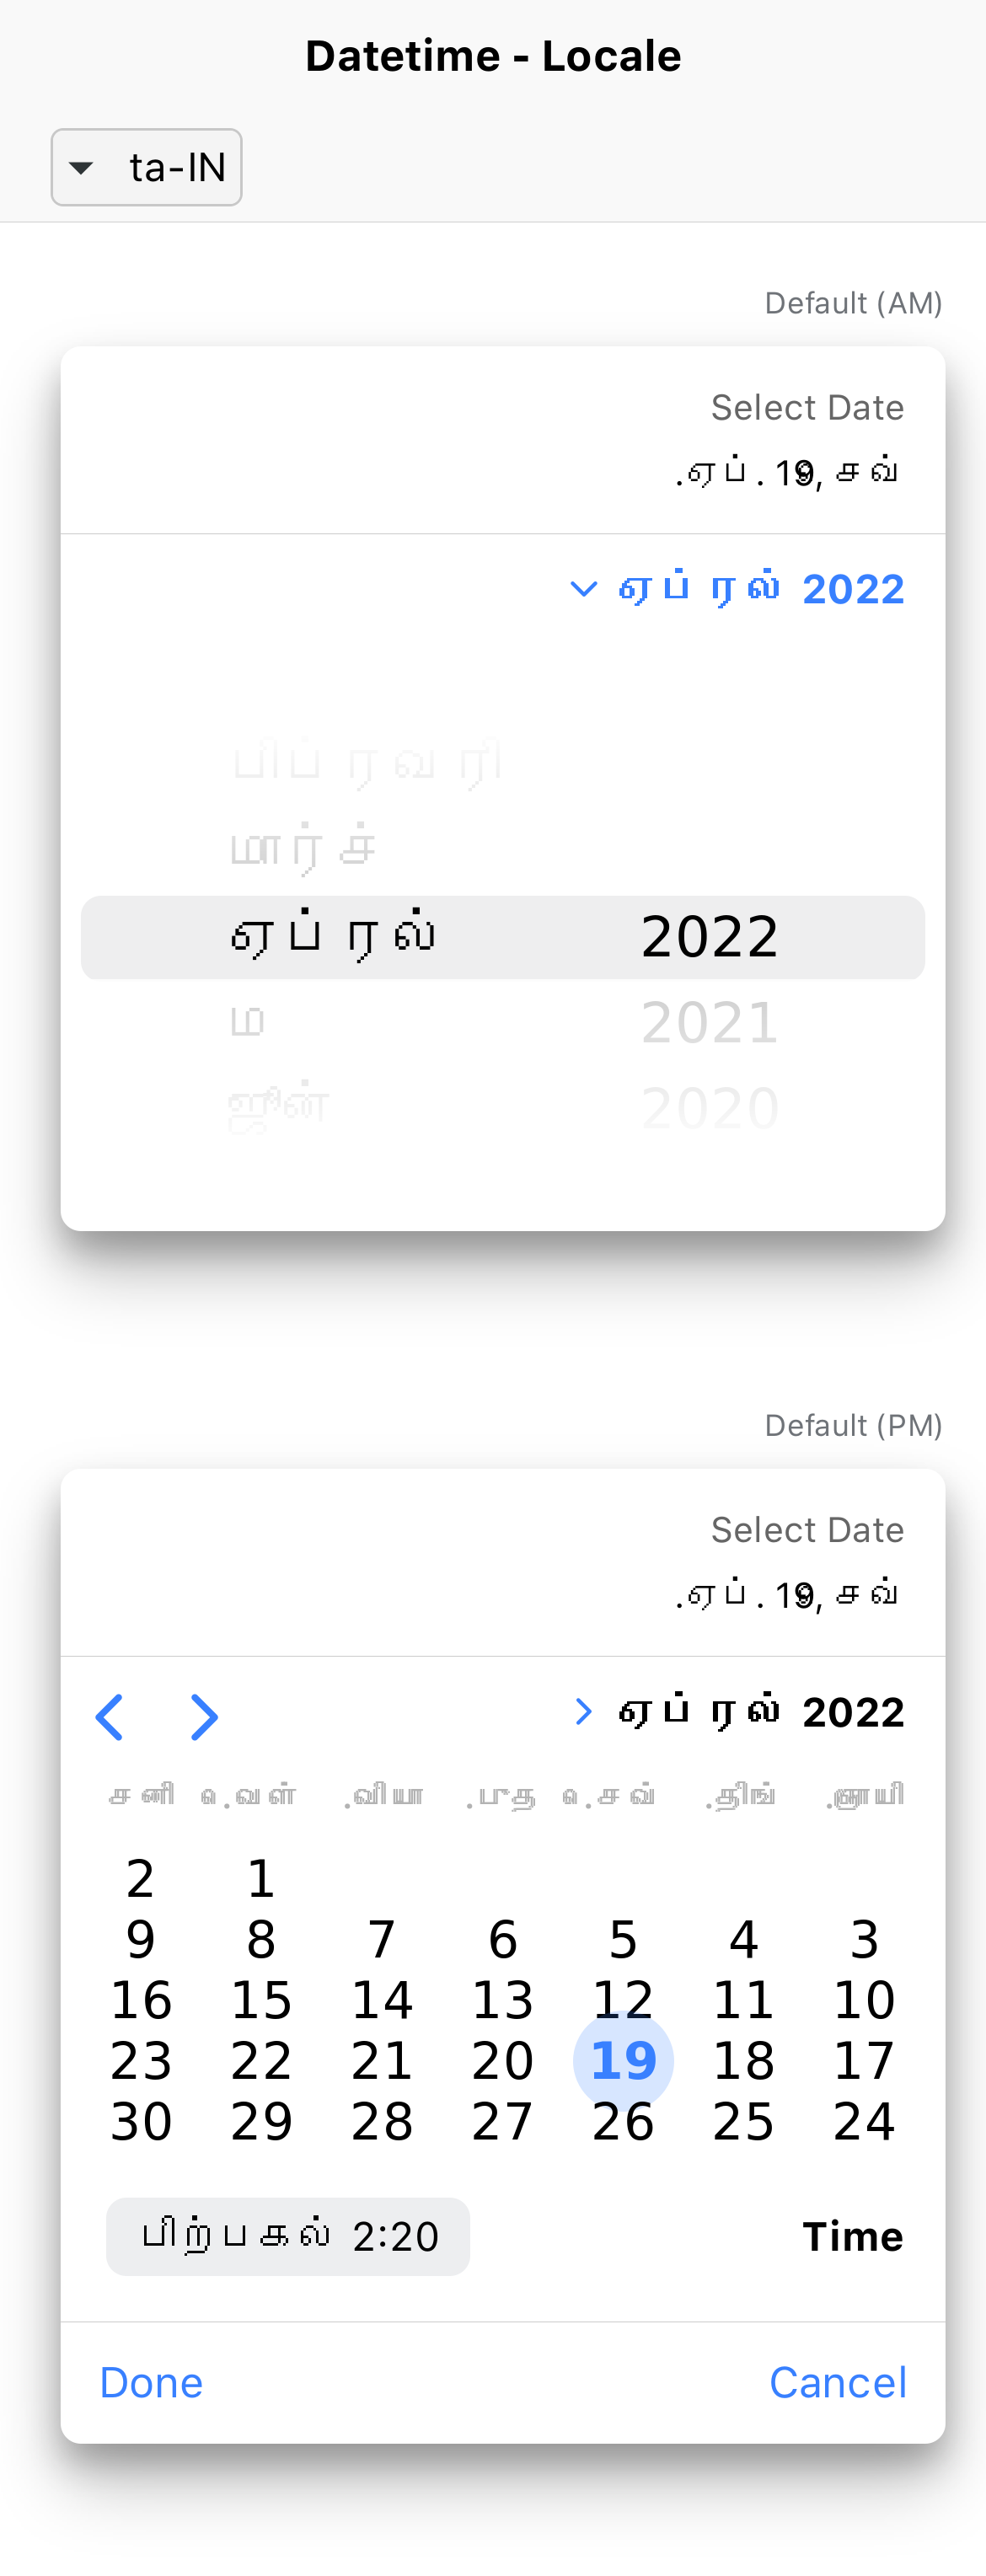 Datetime - Locale
ta-IN
Default (AM)
Select Date
.ஏப். 19, செவ்
ஏப்ரல் 2022
பிப்ரவரி
மார்ச்
ஏப்ரல் 2022
மே 2021
ஜூன் 2020
Default (PM)
Select Date
.ஏப். 19, செவ்
ஏப்ரல் 2022
சனி .வெள் .வியா .புத .செவ் .திங் .ஞாயி
2 1
9 8 7 6 5 4 3
16 15 14 13 12 11 10
23 22 21 20 19 18 17
30 29 28 27 26 25 24
பிற்பகல் 2:20 Time
Done Cancel